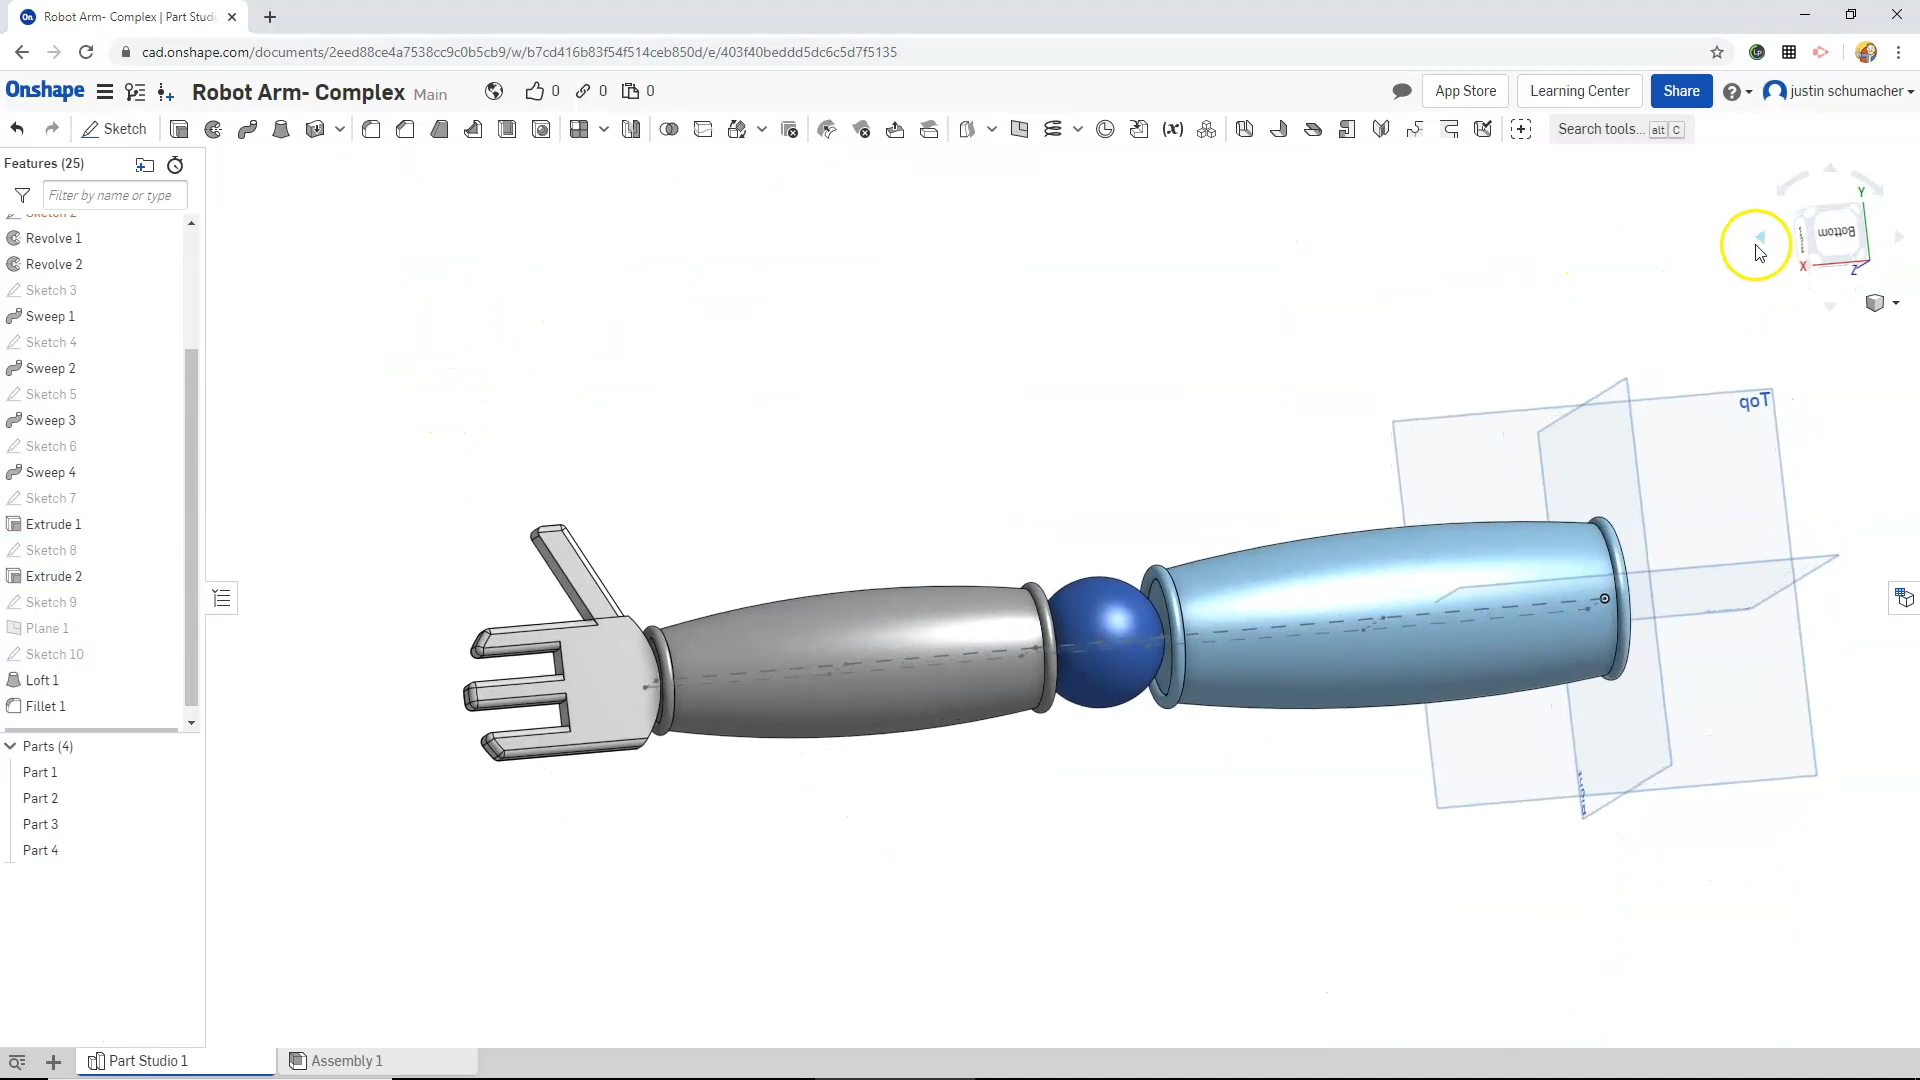 Robot Arm- Complex | Part Studi
cad.onshape.com/documents/2eed88ce4a7538cc9c0b5cb9/w/b7cd416b83f54f514ceb850d/e/403f40beddd5dc6c5d7f5135
Onshape
Robot Arm- Complex Main
0 0 0
App Store
Learning Center
Share
justin schumacher
Sketch
Search tools... alt C
Features (25)
Filter by name or type
Sketch 2
Revolve 1
Revolve 2
Sketch 3
Sweep 1
Sketch 4
Sweep 2
Sketch 5
Sweep 3
Sketch 6
Sweep 4
Sketch 7
Extrude 1
Sketch 8
Extrude 2
Sketch 9
Plane 1
Sketch 10
Loft 1
Fillet 1
Parts (4)
Part 1
Part 2
Part 3
Part 4
Y
Bottom
X
Z
Top
Part Studio 1
Assembly 1